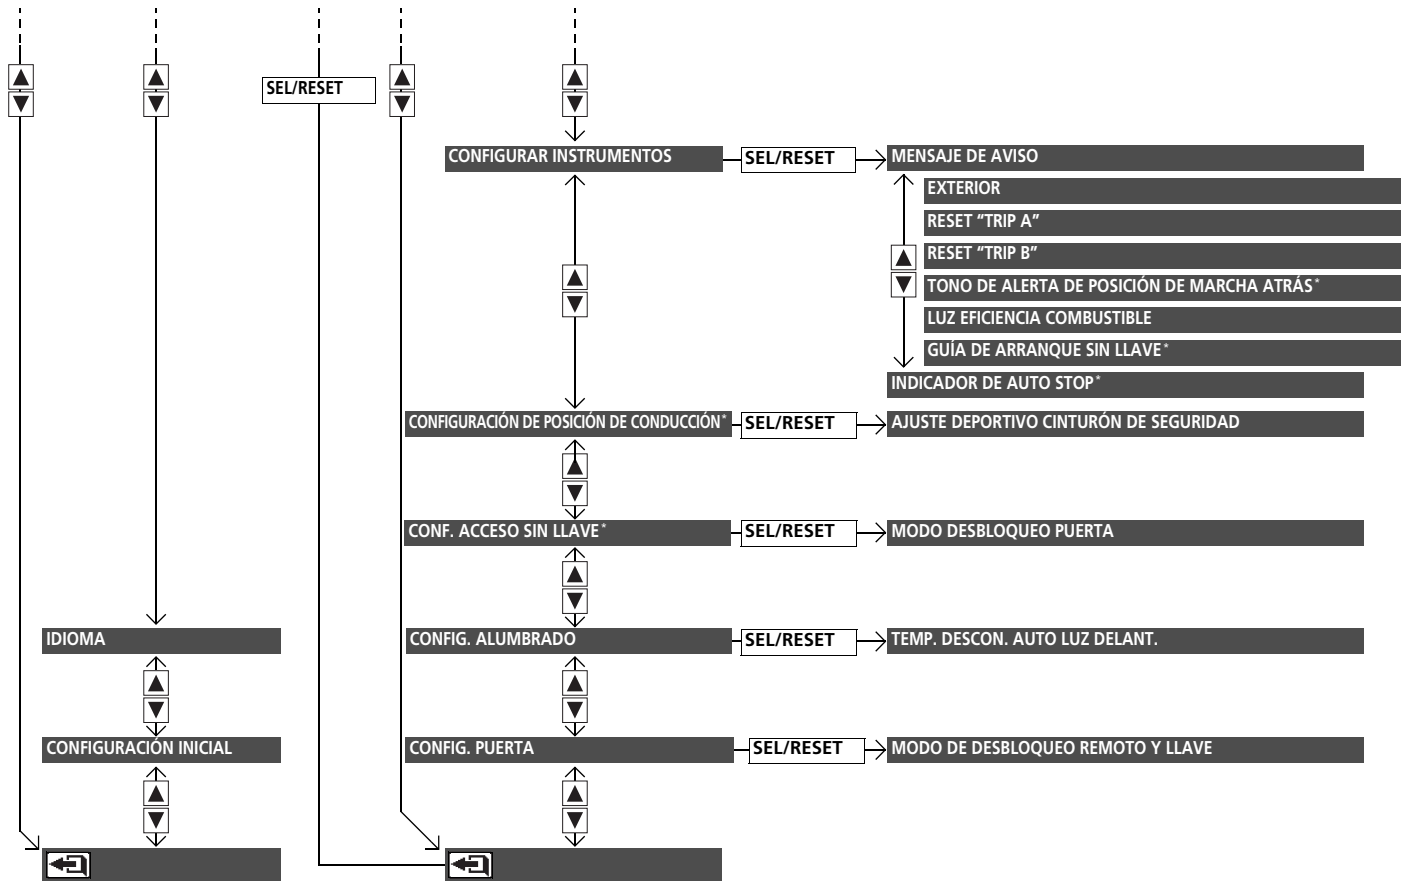 SEL/RESET
CONFIGURAR INSTRUMENTOS
SEL/RESET
MENSAJE DE AVISO
EXTERIOR
RESET “TRIP A”
RESET “TRIP B”
TONO DE ALERTA DE POSICIÓN DE MARCHA ATRÁS*
LUZ EFICIENCIA COMBUSTIBLE
GUÍA DE ARRANQUE SIN LLAVE*
INDICADOR DE AUTO STOP*
CONFIGURACIÓN DE POSICIÓN DE CONDUCCIÓN*
SEL/RESET
AJUSTE DEPORTIVO CINTURÓN DE SEGURIDAD
CONF. ACCESO SIN LLAVE*
SEL/RESET
MODO DESBLOQUEO PUERTA
IDIOMA
CONFIG. ALUMBRADO
SEL/RESET
TEMP. DESCON. AUTO LUZ DELANT.
CONFIGURACIÓN INICIAL
CONFIG. PUERTA
SEL/RESET
MODO DE DESBLOQUEO REMOTO Y LLAVE